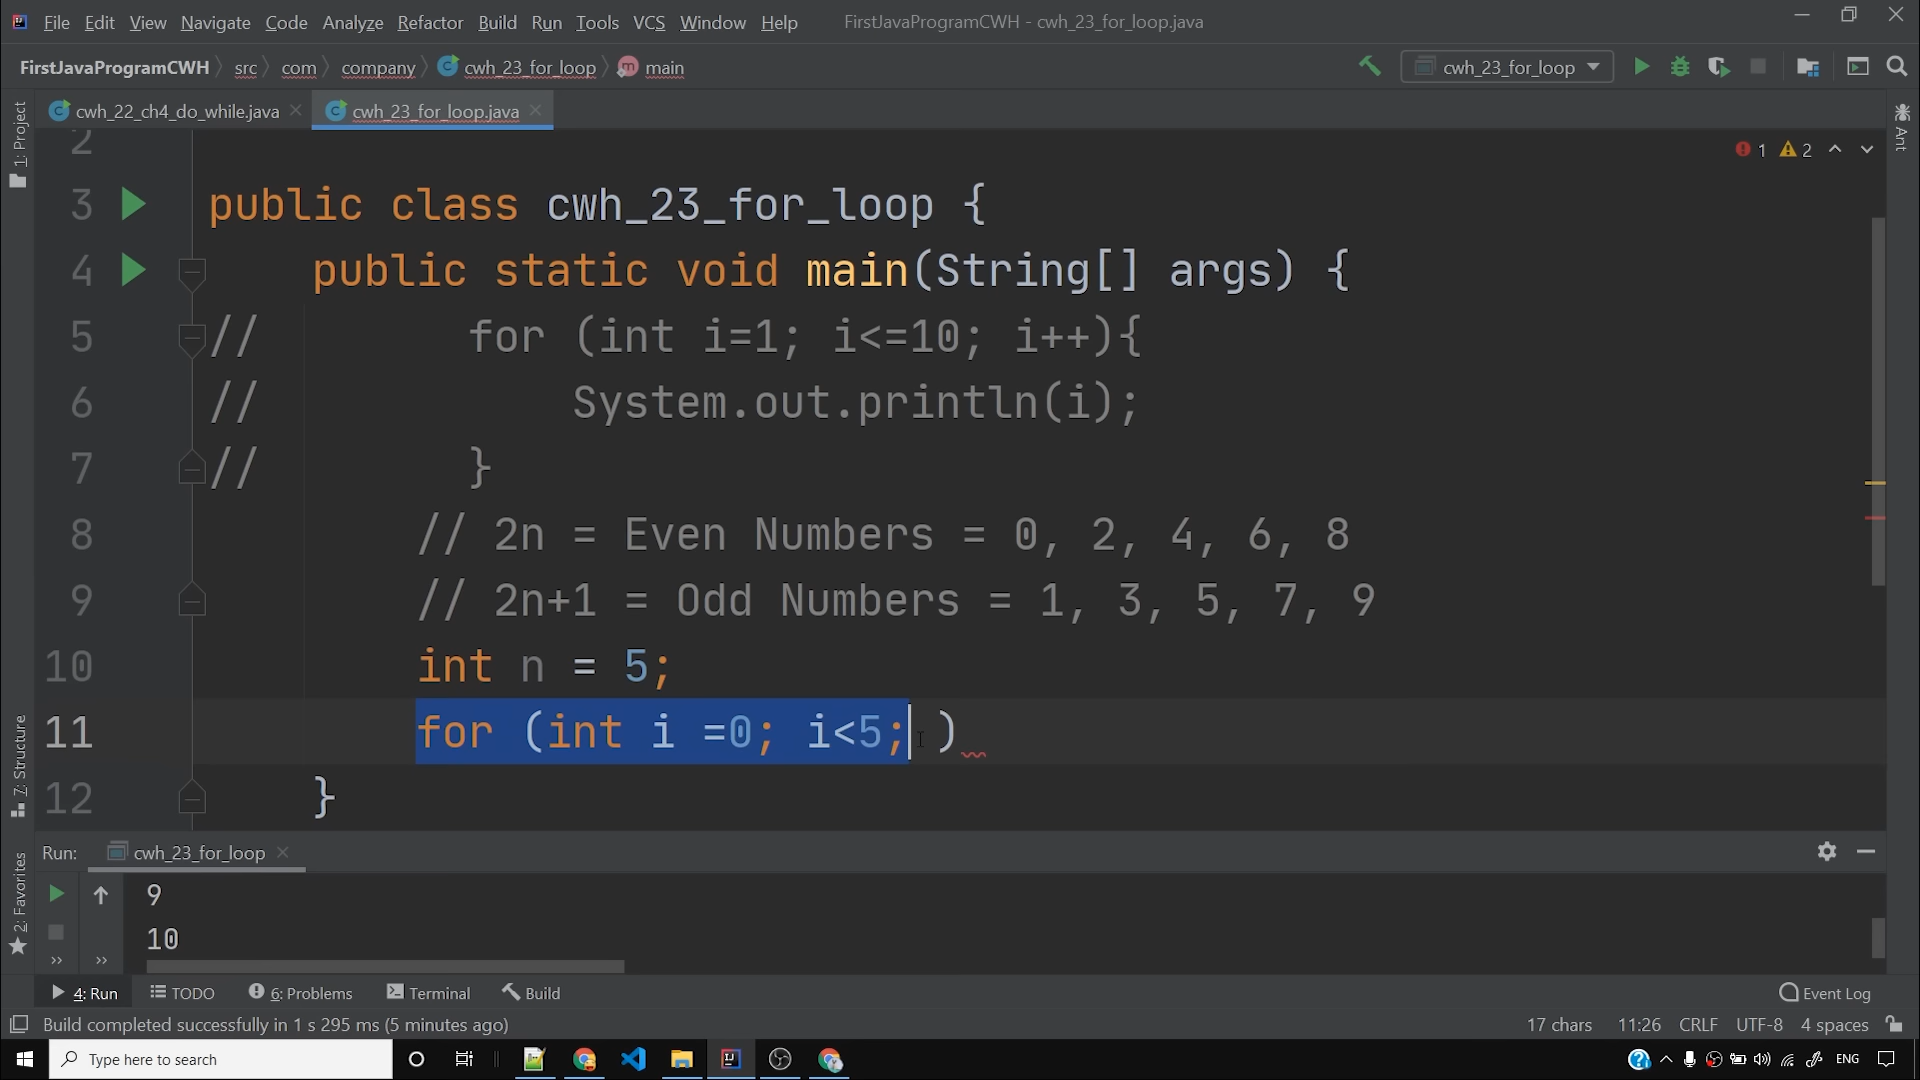 File Edit View Navigate Code Analyze Refactor Build Run Tools VCS Window Help FirstJavaProgramCWH - cwh_23_for_loop.java
FirstJavaProgramCWH src com company cwh_23_for_loop main cwh_23_for_loop
cwh_22_ch4_do_while.java cwh_23_for_loop.java
1: Project
Ant
1 2
2
3 public class cwh_23_for_loop {
4 public static void main(String[] args) {
5 // for (int i=1; i<=10; i++){
6 // System.out.println(i);
7 // }
8 // 2n = Even Numbers = 0, 2, 4, 6, 8
9 // 2n+1 = Odd Numbers = 1, 3, 5, 7, 9
10 int n = 5;
11 for (int i =0; i<5; )
12 }
7: Structure
2: Favorites
Run: cwh_23_for_loop
9
10
4: Run TODO 6: Problems Terminal Build Event Log
Build completed successfully in 1 s 295 ms (5 minutes ago) 17 chars 11:26 CRLF UTF-8 4 spaces
Type here to search ENG